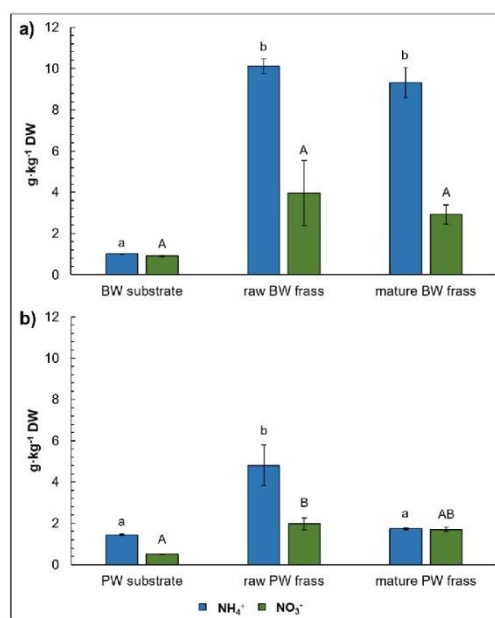 a)
12
10
8
6
4
2
0
g·kg⁻¹ DW
a A b A b A
BW substrate raw BW frass mature BW frass
b)
12
10
8
6
4
2
0
g·kg⁻¹ DW
a A b B a AB
PW substrate raw PW frass mature PW frass
NH₄⁺ NO₃⁻